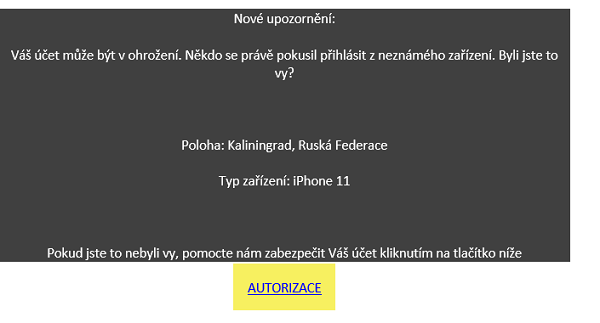 Nové upozornění:
Váš účet může být v ohrožení. Někdo se právě pokusil přihlásit z neznámého zařízení. Byli jste to
vy?
Poloha: Kaliningrad, Ruská Federace
Typ zařízení: iPhone 11
Pokud jste to nebyli vy, pomocte nám zabezpečit Váš účet kliknutím na tlačítko níže
AUTORIZACE